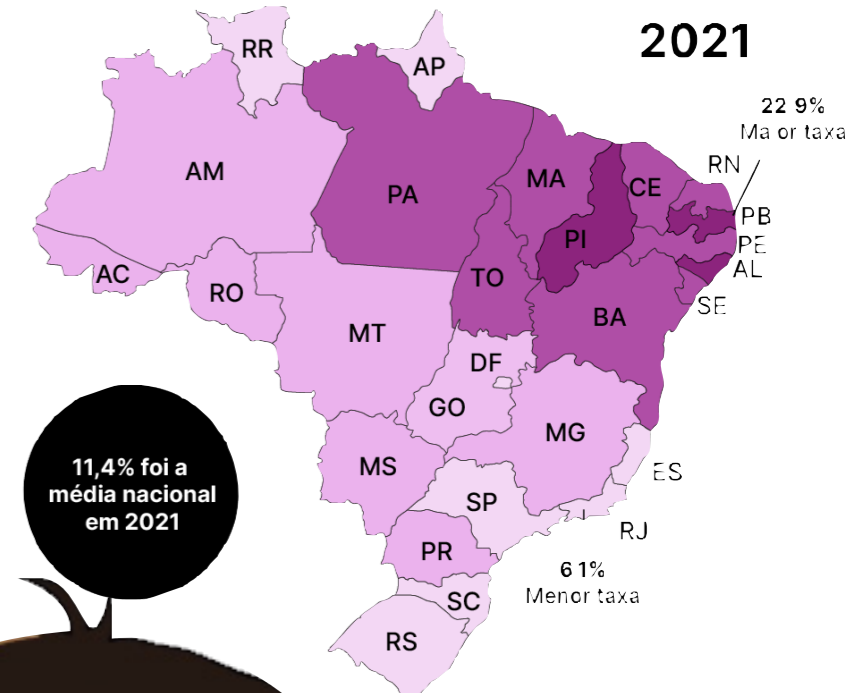 2021
RR
AP
22 9%
Ma or taxa
RN
AM
MA
CE
PA
PB
PI
PE
AL
AC
TO
RO
SE
BA
MT
DF
GO
MG
11,4% foi a
média nacional
em 2021
MS
ES
SP
RJ
PR
6 1%
Menor taxa
SC
RS